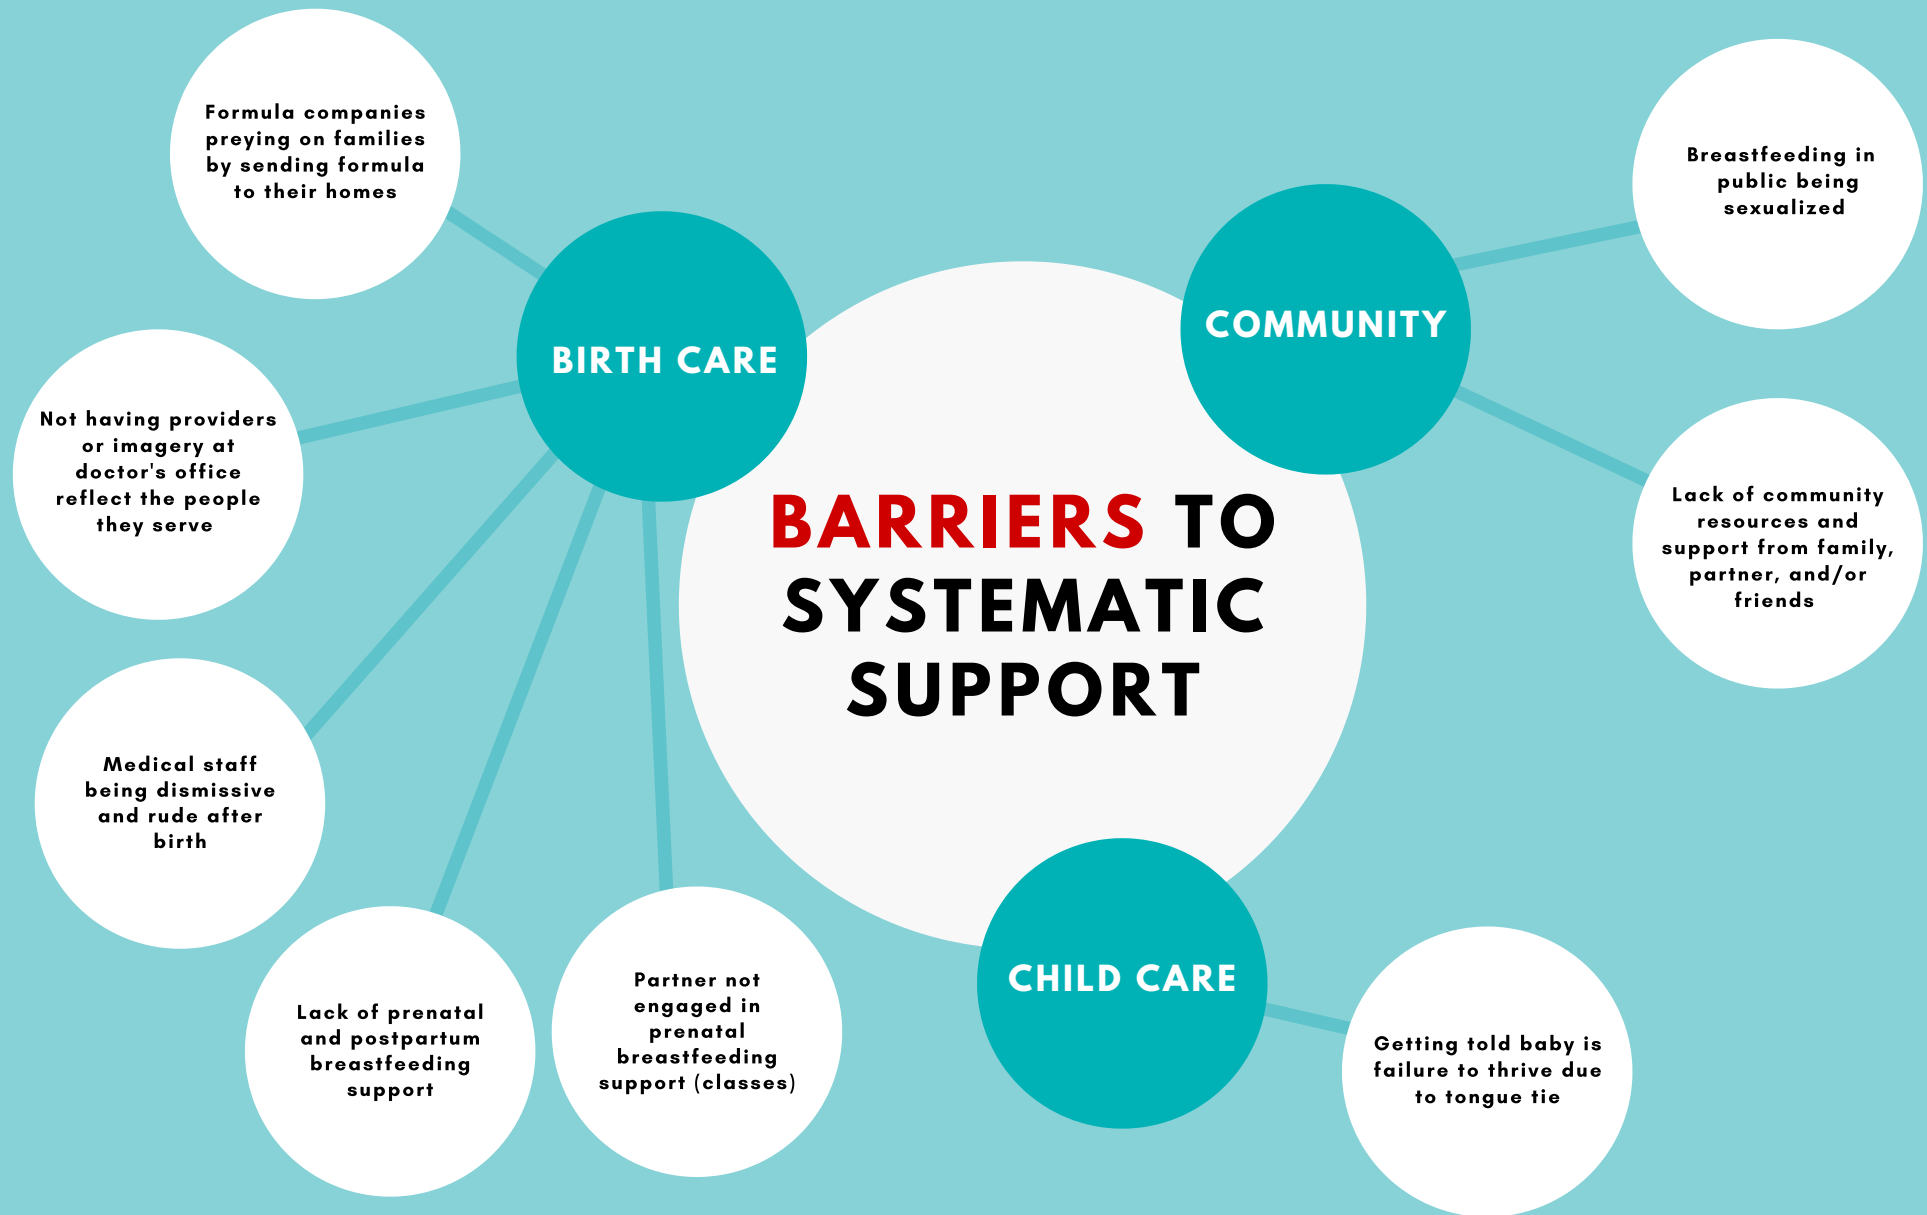 Formula companies
preying on families
by sending formula
to their homes
Not having providers
or imagery at
doctor's office
reflect the people
they serve
Medical staff
being dismissive
and rude after
birth
Lack of prenatal
and postpartum
breastfeeding
support
Partner not
engaged in
prenatal
breastfeeding
support (classes)
BIRTH CARE
BARRIERS TO
SYSTEMATIC
SUPPORT
COMMUNITY
Breastfeeding in
public being
sexualized
Lack of community
resources and
support from family,
partner, and/or
friends
CHILD CARE
Getting told baby is
failure to thrive due
to tongue tie